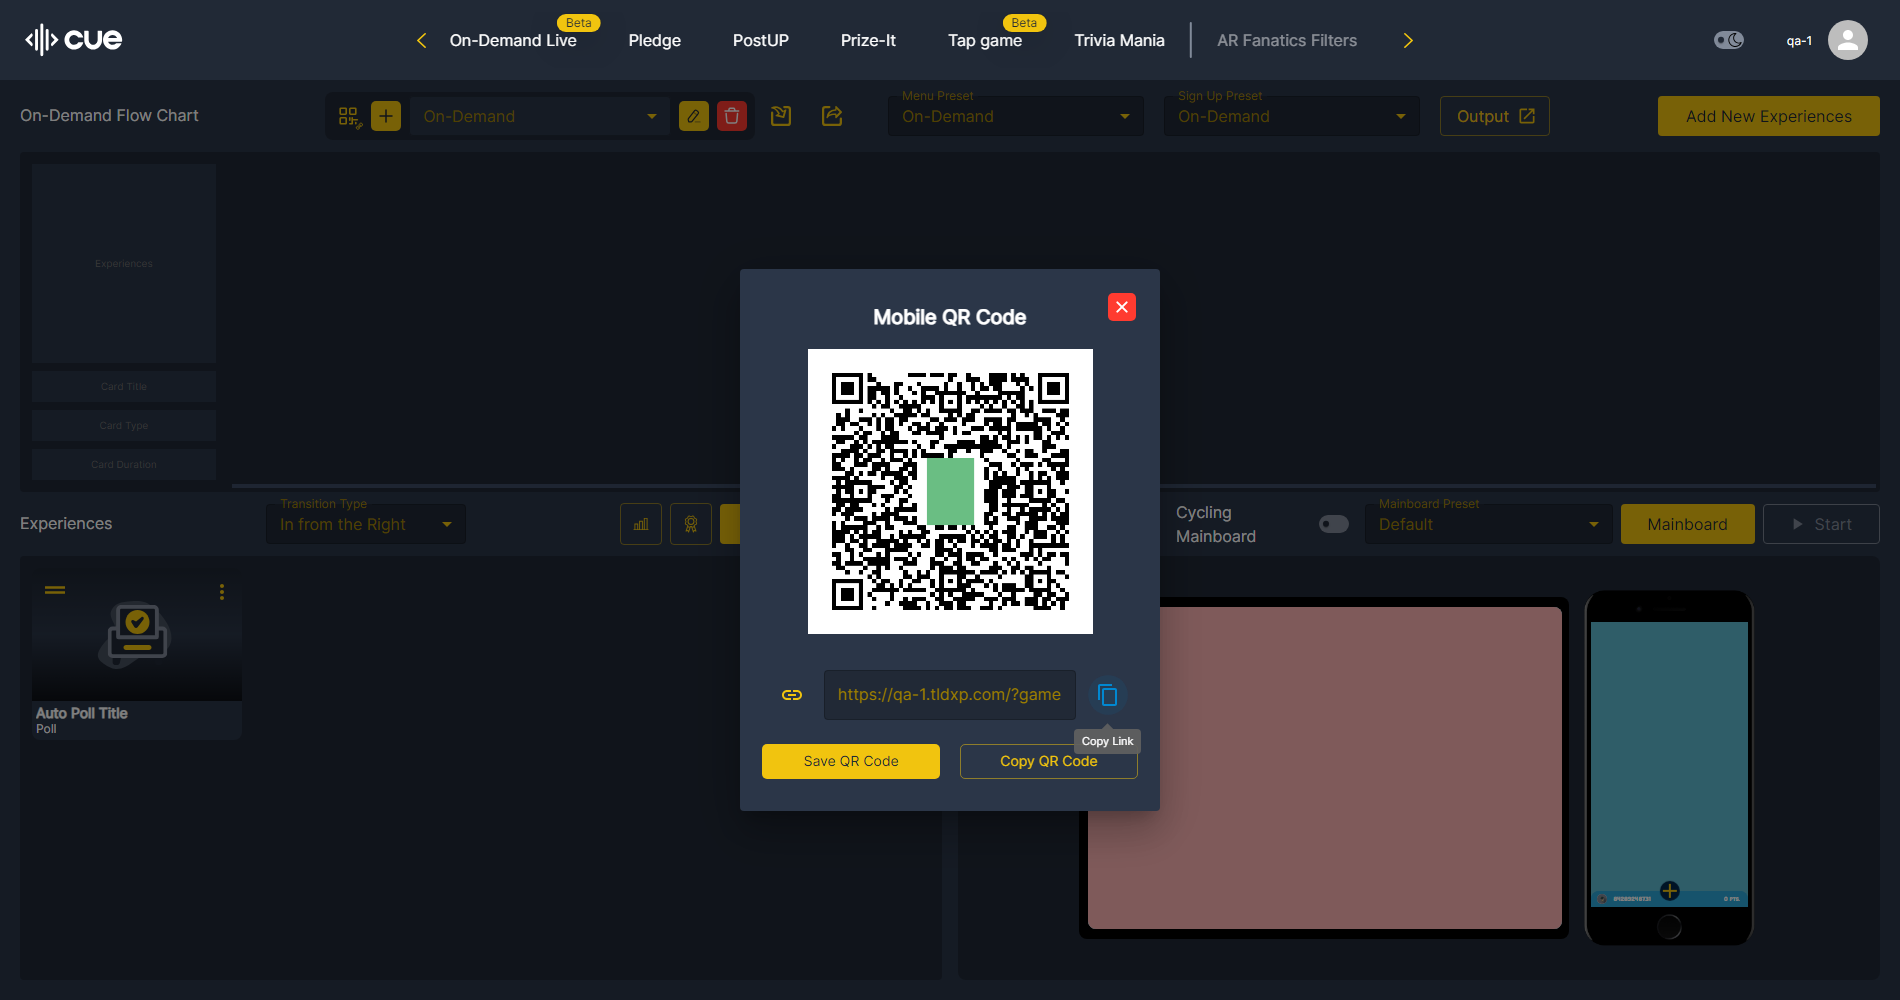 cue
On-Demand Live
Beta
Pledge
PostUP
Prize-It
Tap game
Beta
Trivia Mania
AR Fanatics Filters
qa-1
On-Demand Flow Chart
On-Demand
Menu Preset
On-Demand
Sign Up Preset
On-Demand
Output
Add New Experiences
Experiences
Card Title
Card Type
Card Duration
Mobile QR Code
https://qa-1.tldxp.com/?game
Copy Link
Save QR Code
Copy QR Code
Experiences
Transition Type
In from the Right
Cycling
Mainboard
Mainboard Preset
Default
Mainboard
Start
Auto Poll Title
Poll
0 PTS